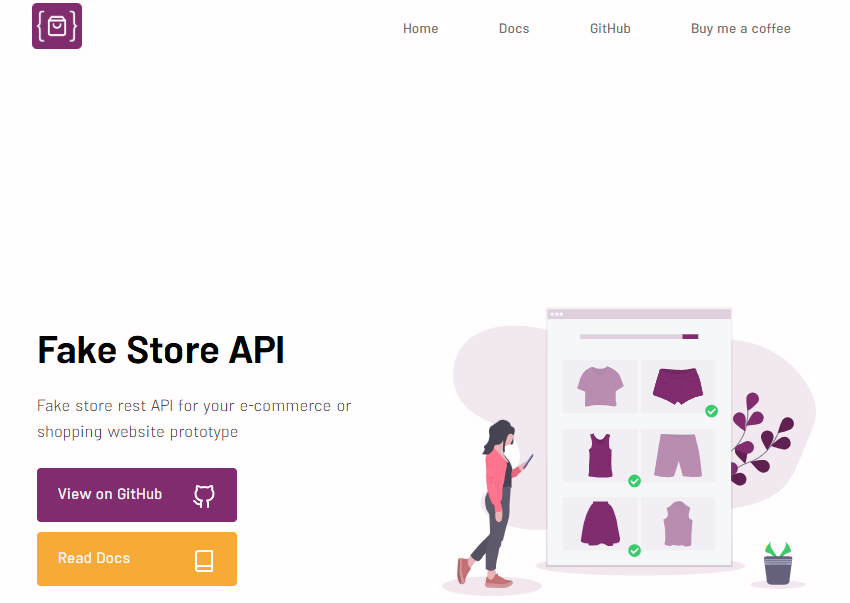 Home
Docs
GitHub
Buy me a coffee
Fake Store API
Fake store rest API for your e-commerce or
shopping website prototype
View on GitHub
Read Docs